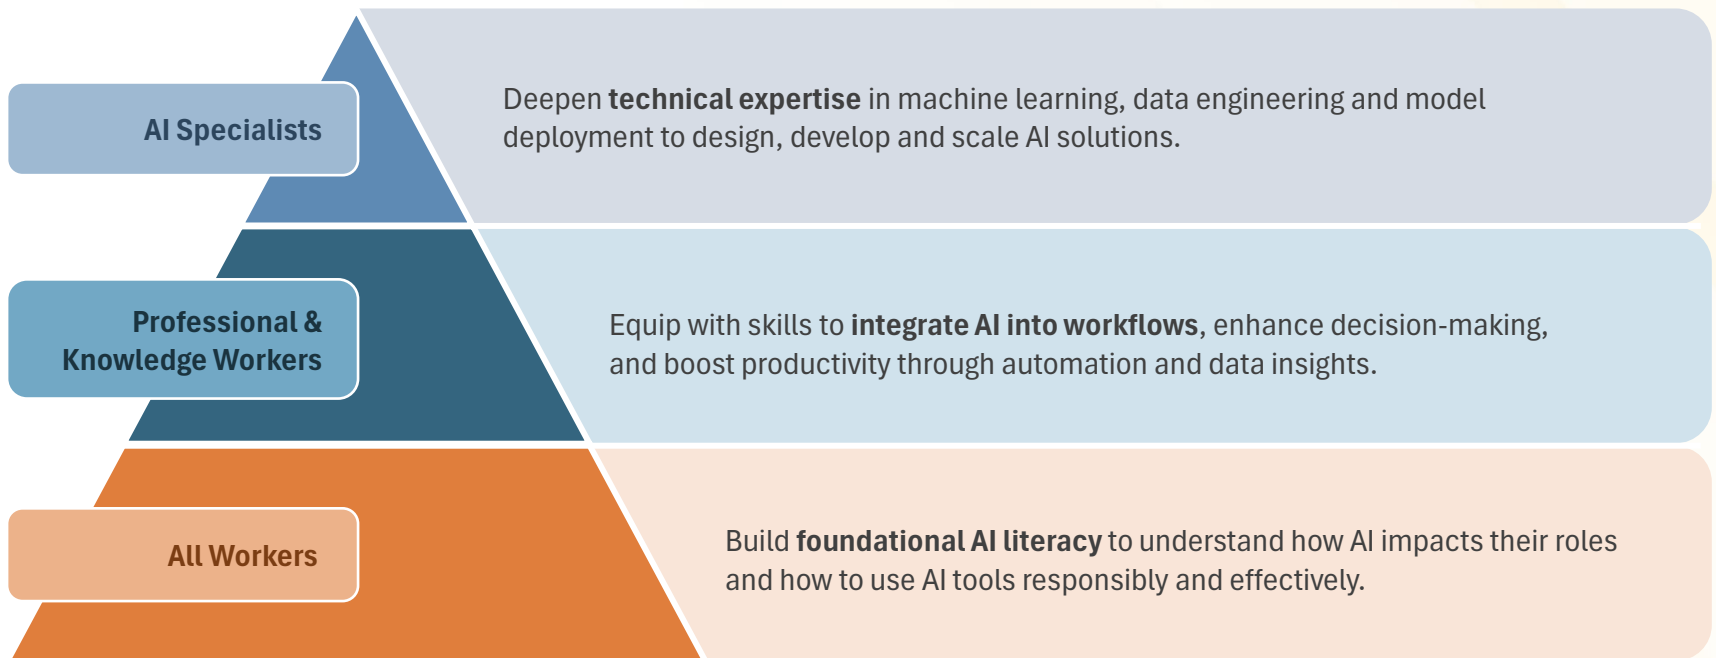 AI Specialists
Deepen technical expertise in machine learning, data engineering and model
deployment to design, develop and scale AI solutions.
Professional &
Knowledge Workers
Equip with skills to integrate AI into workflows, enhance decision-making,
and boost productivity through automation and data insights.
All Workers
Build foundational AI literacy to understand how AI impacts their roles
and how to use AI tools responsibly and effectively.